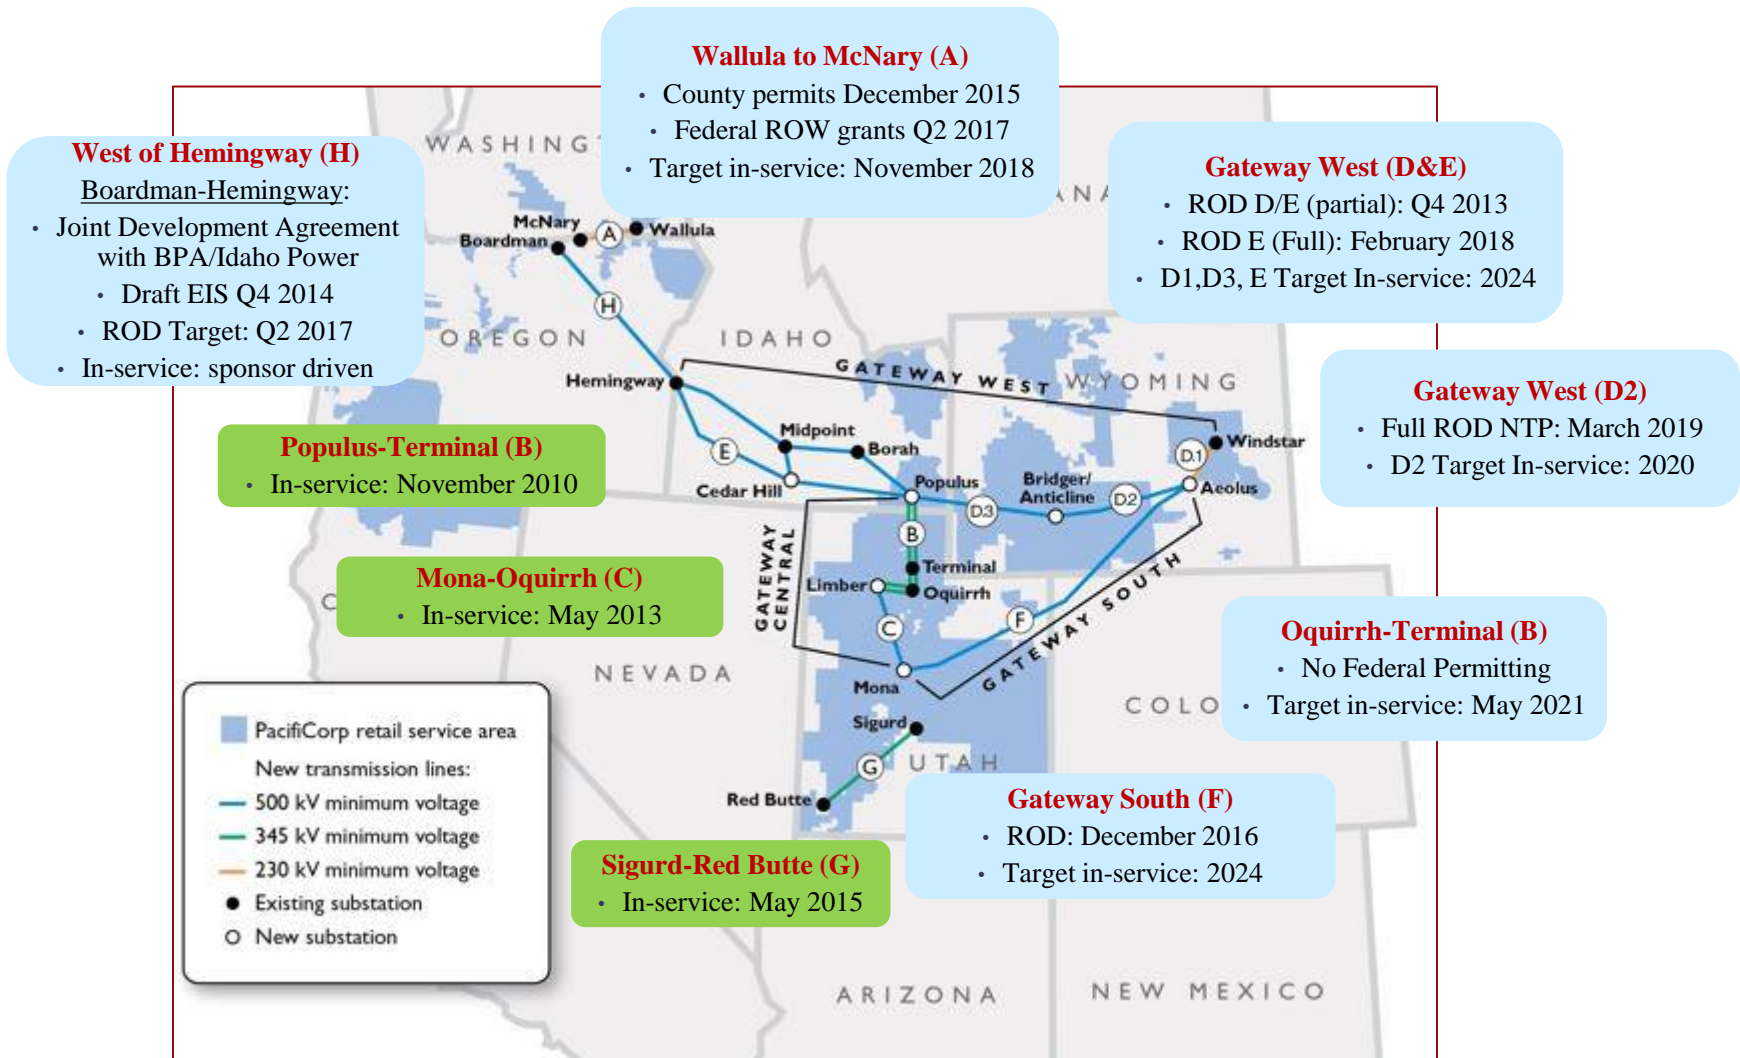 Wallula to McNary (A)
• County permits December 2015
• Federal ROW grants Q2 2017
• Target in-service: November 2018
West of Hemingway (H)
Boardman-Hemingway:
• Joint Development Agreement
with BPA/Idaho Power
• Draft EIS Q4 2014
• ROD Target: Q2 2017
• In-service: sponsor driven
Gateway West (D&E)
• ROD D/E (partial): Q4 2013
• ROD E (Full): February 2018
• D1,D3, E Target In-service: 2024
Gateway West (D2)
• Full ROD NTP: March 2019
• D2 Target In-service: 2020
Populus-Terminal (B)
• In-service: November 2010
Mona-Oquirrh (C)
• In-service: May 2013
Oquirrh-Terminal (B)
• No Federal Permitting
• Target in-service: May 2021
Gateway South (F)
• ROD: December 2016
• Target in-service: 2024
Sigurd-Red Butte (G)
• In-service: May 2015
WASHINGT
ANA
OREGON
IDAHO
WYOMING
NEVADA
UTAH
COLO
C
ARIZONA
NEW MEXICO
McNary
Boardman
A
Wallula
H
Hemingway
GATEWAY WEST
Midpoint
Borah
E
Cedar Hill
Populus
Bridger/
Anticline
D.3
D.2
D.1
Windstar
Aeolus
GATEWAY
CENTRAL
B
Terminal
Limber
Oquirrh
C
F
GATEWAY SOUTH
Mona
Sigurd
G
Red Butte
PacifiCorp retail service area
New transmission lines:
500 kV minimum voltage
345 kV minimum voltage
230 kV minimum voltage
Existing substation
New substation